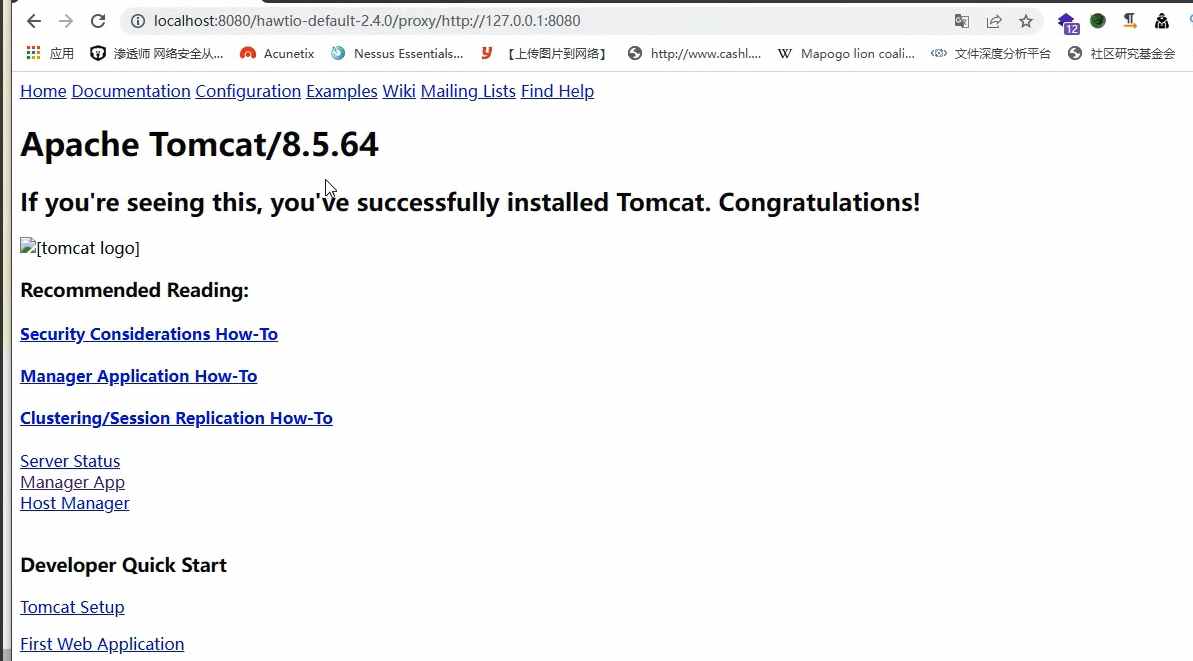 localhost:8080/hawtio-default-2.4.0/proxy/http://127.0.0.1:8080
12
应用 渗透师 网络安全从... Acunetix Nessus Essentials... 【上传图片到网络】 http://www.cashl.... W Mapogo lion coali... 文件深度分析平台 社区研究基金会
Home Documentation Configuration Examples Wiki Mailing Lists Find Help
Apache Tomcat/8.5.64
If you're seeing this, you've successfully installed Tomcat. Congratulations!
[tomcat logo]
Recommended Reading:
Security Considerations How-To
Manager Application How-To
Clustering/Session Replication How-To
Server Status
Manager App
Host Manager
Developer Quick Start
Tomcat Setup
First Web Application